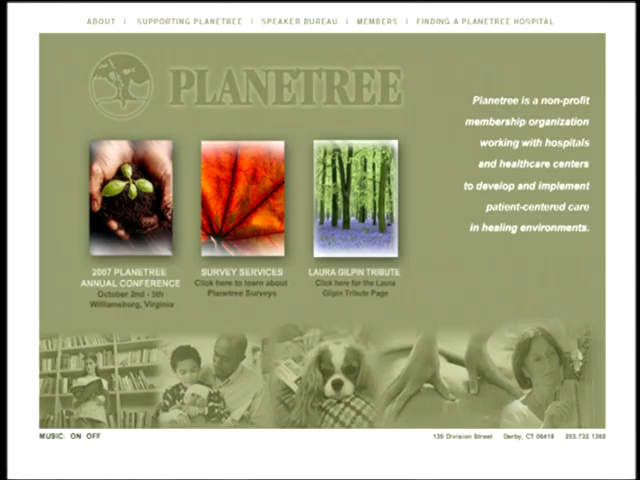 ABOUT | SUPPORTING PLANETREE | SPEAKER BUREAU | MEMBERS | FINDING A PLANETREE HOSPITAL
PLANETREE
Planetree is a non-profit
membership organization
working with hospitals
and healthcare centers
to develop and implement
patient-centered care
in healing environments.
2007 PLANETREE
ANNUAL CONFERENCE
October 2nd - 5th
Williamsburg, Virginia
SURVEY SERVICES
Click here to learn about
Planetree Surveys
LAURA GILPIN TRIBUTE
Click here for the Laura
Gilpin Tribute Page
MUSIC: ON OFF
130 Division Street Derby, CT 06418 203.732.1365